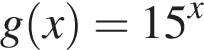 g(x) = 15^x